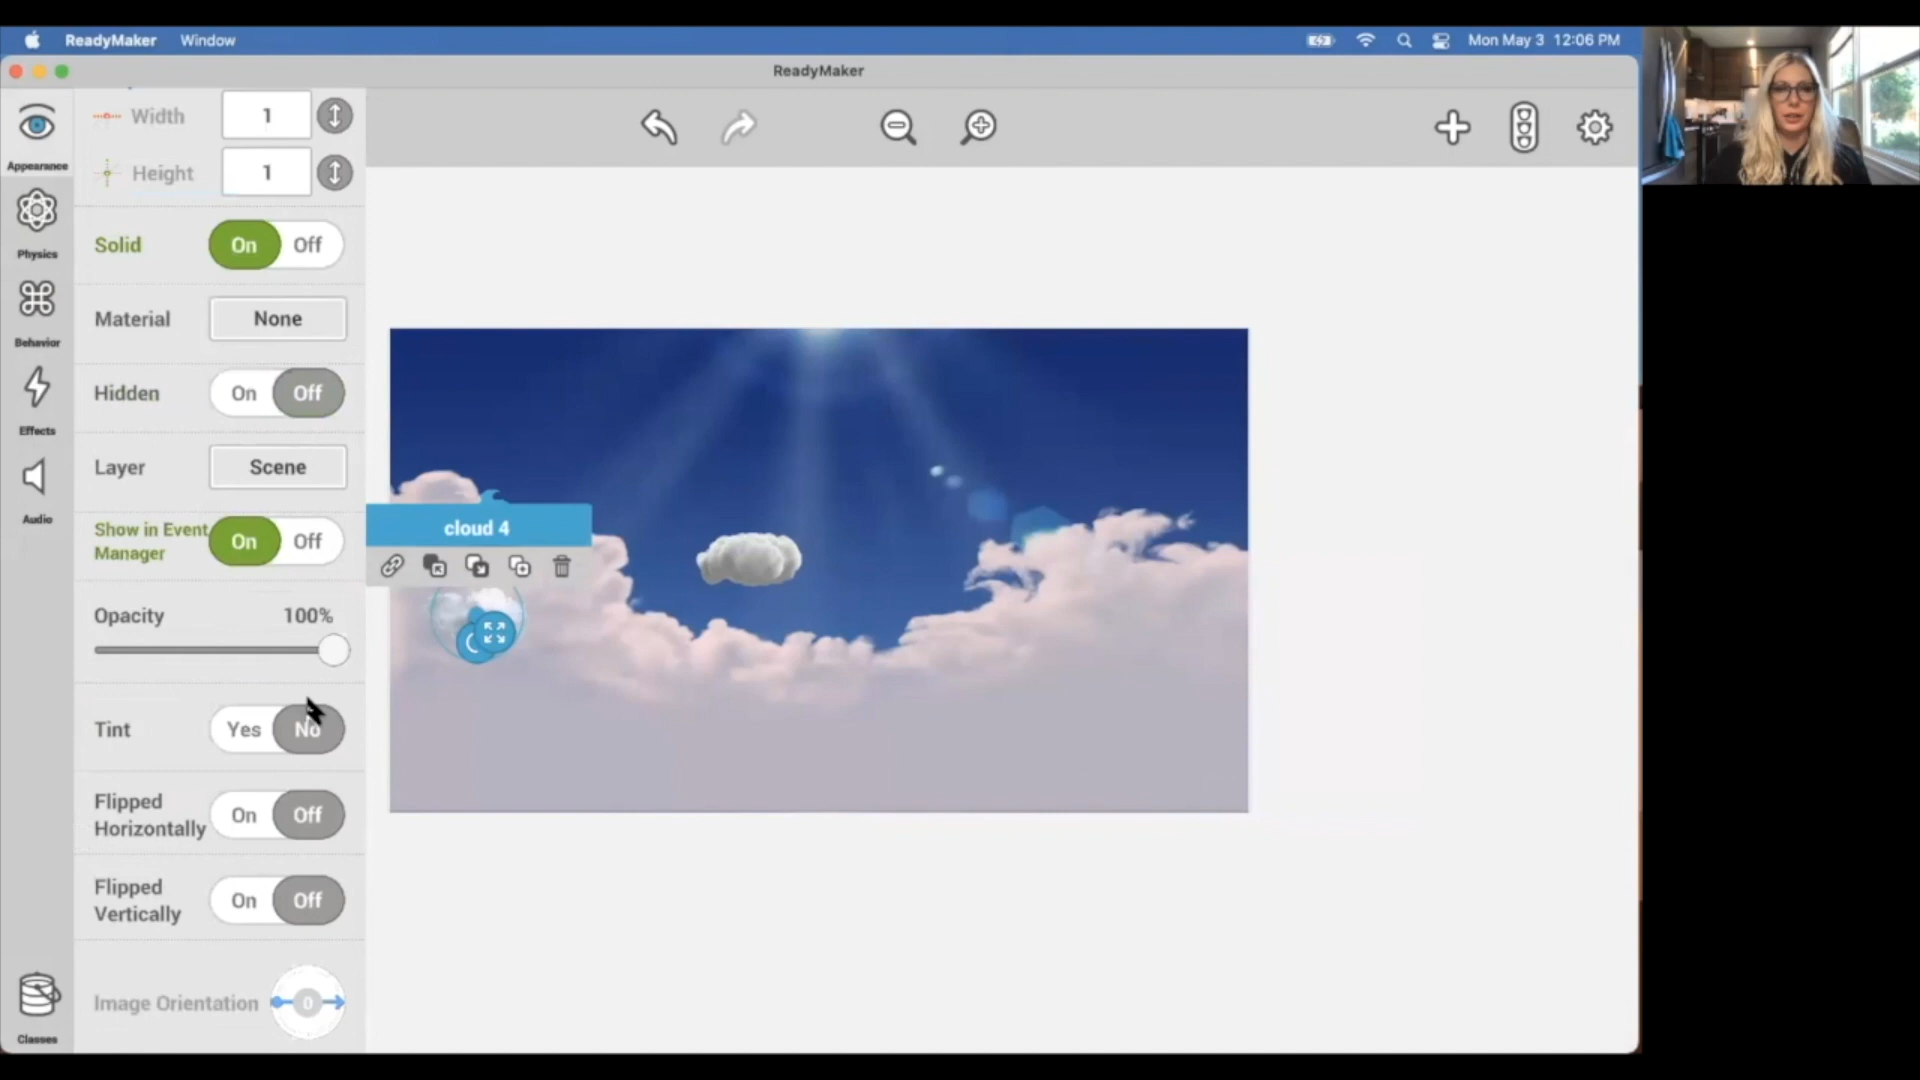 ReadyMaker Window Mon May 3 12:06 PM
ReadyMaker
Appearance
Physics
Behavior
Effects
Audio
Classes
Width 1
Height 1
Solid On Off
Material None
Hidden On Off
Layer Scene
Show in Event
Manager On Off
Opacity 100%
Tint Yes No
Flipped
Horizontally On Off
Flipped
Vertically On Off
Image Orientation 0
cloud 4